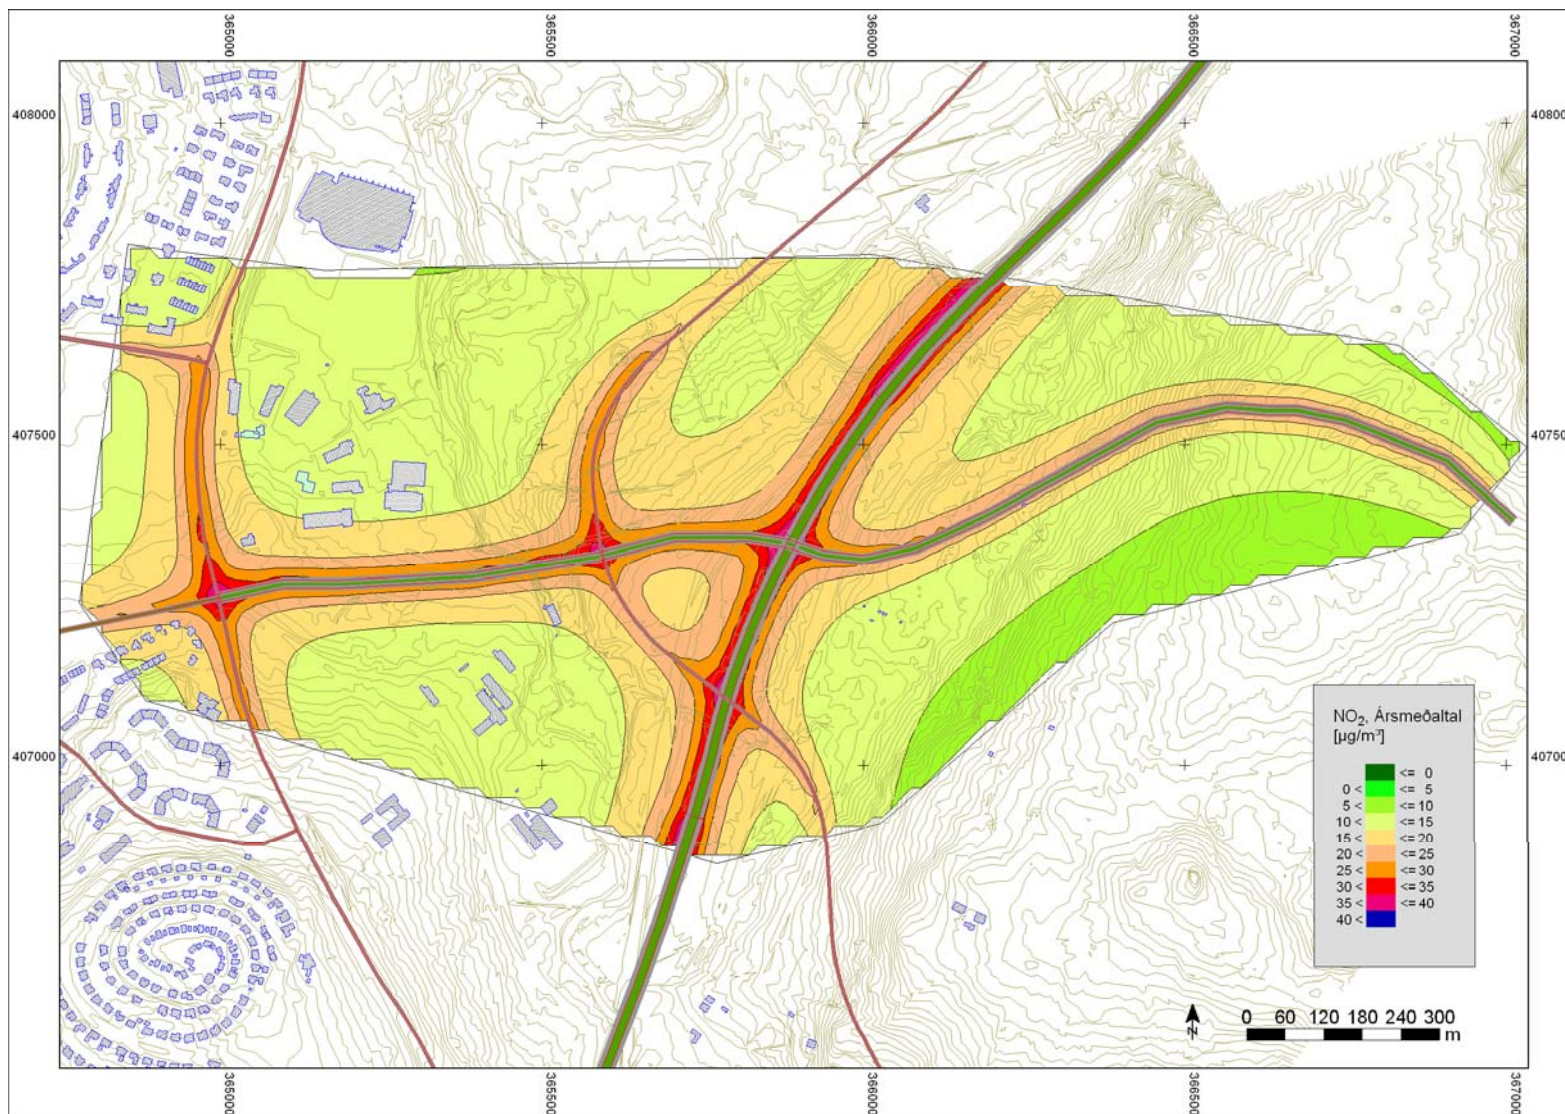 365000 365500 366000 366500 367000
408000 40800
407500 40750
407000 40700
NO₂, Ársmeðaltal
[µg/m³]
<= 0
0 < <= 5
5 < <= 10
10 < <= 15
15 < <= 20
20 < <= 25
25 < <= 30
30 < <= 35
35 < <= 40
40 <
N
0 60 120 180 240 300
m
365000 365500 366000 366500 367000